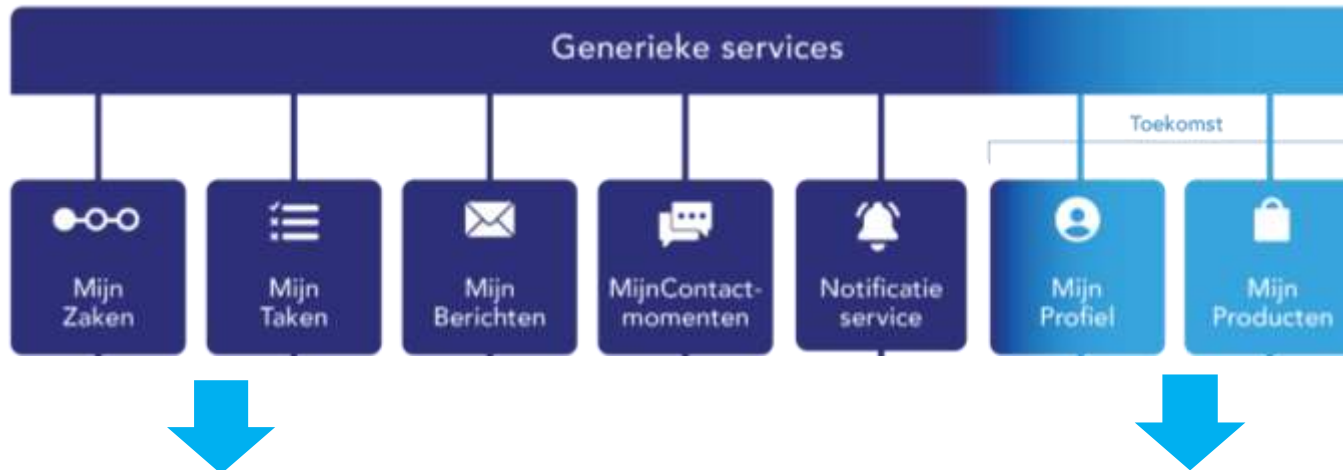 Generieke services
Toekomst
Mijn
Zaken
Mijn
Taken
Mijn
Berichten
MijnContact-
momenten
Notificatie
service
Mijn
Profiel
Mijn
Producten